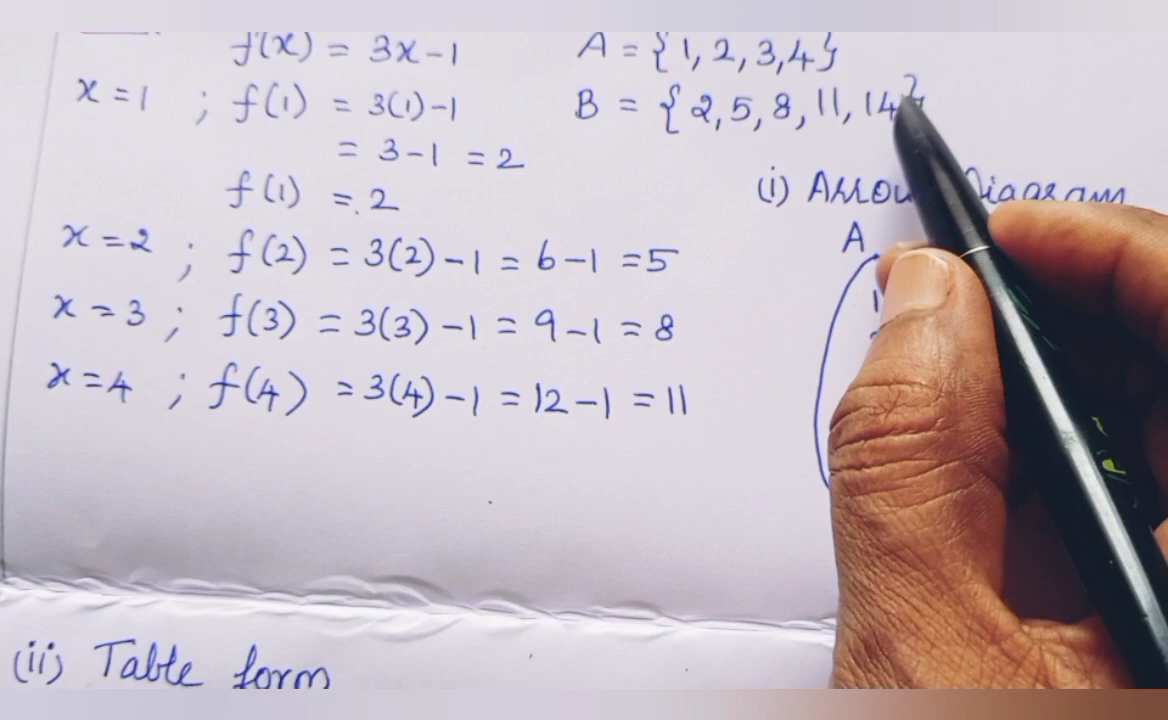 f(x) = 3x-1
x=1 ; f(1) = 3(1)-1
= 3-1 = 2
f(1) = 2
x=2 ; f(2) = 3(2)-1 = 6-1 =5
x=3 ; f(3) = 3(3)-1 = 9-1 = 8
x=4 ; f(4) = 3(4)-1 = 12-1 = 11
A = {1, 2, 3, 4}
B = {2, 5, 8, 11, 14}
(i) Arrow Diagram
A
1
(ii) Table form